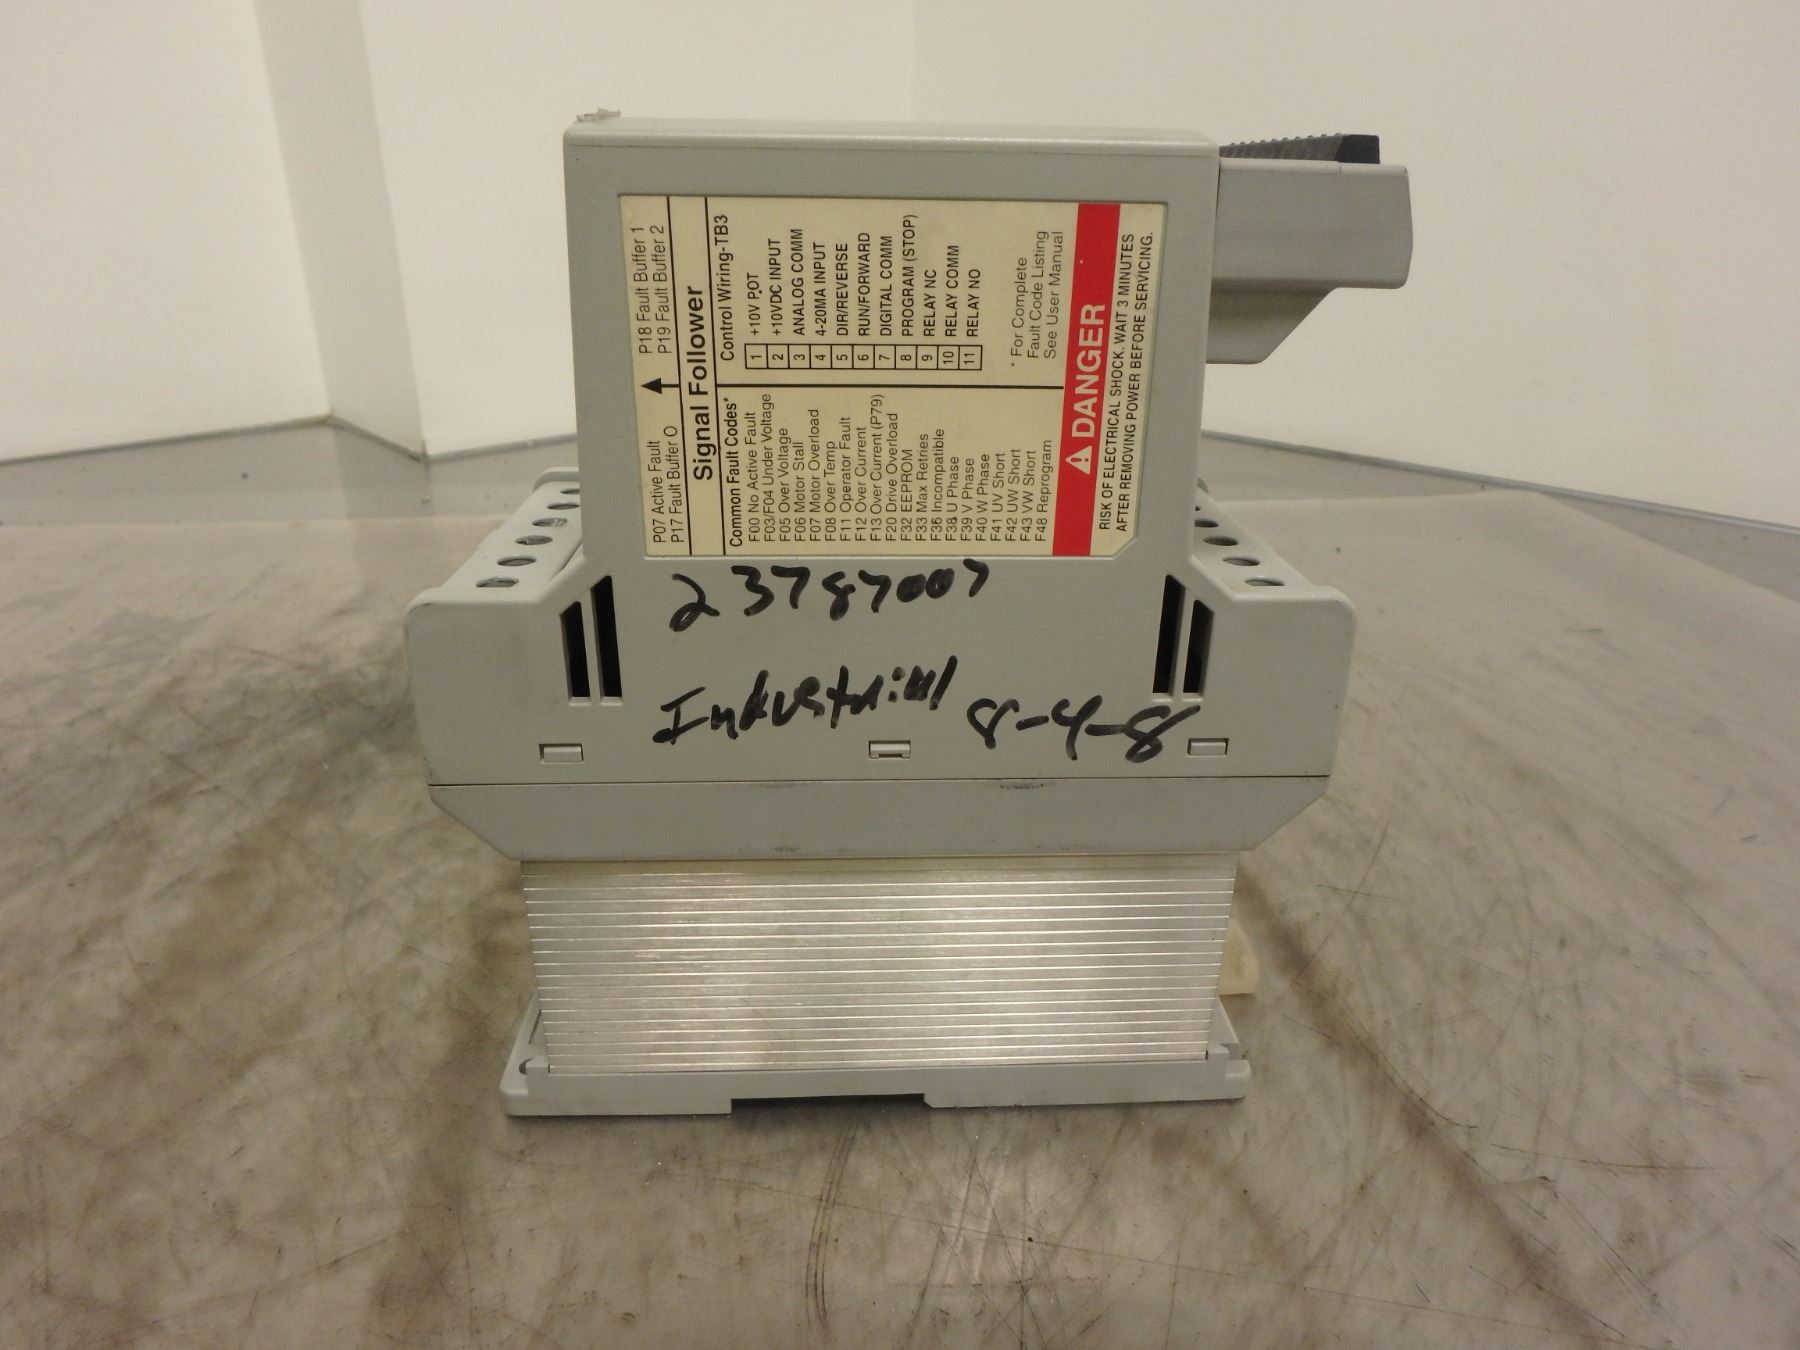 P07 Active Fault
P17 Fault Buffer O
P18 Fault Buffer 1
P19 Fault Buffer 2
Signal Follower
Common Fault Codes*
F00 No Active Fault
F03/F04 Under Voltage
F05 Over Voltage
F06 Motor Stall
F07 Motor Overload
F08 Over Temp
F11 Operator Fault
F12 Over Current
F13 Over Current (P79)
F20 Drive Overload
F32 EEPROM
F33 Max Retries
F36 Incompatible
F38 U Phase
F39 V Phase
F40 W Phase
F41 UV Short
F42 UW Short
F43 VW Short
F48 Reprogram
Control Wiring-TB3
1 +10V POT
2 +10VDC INPUT
3 ANALOG COMM
4 4-20MA INPUT
5 DIR/REVERSE
6 RUN/FORWARD
7 DIGITAL COMM
8 PROGRAM (STOP)
9 RELAY NC
10 RELAY COMM
11 RELAY NO
* For Complete
Fault Code Listing
See User Manual
DANGER
RISK OF ELECTRICAL SHOCK. WAIT 3 MINUTES
AFTER REMOVING POWER BEFORE SERVICING.
23787007
Industrial 8-4-8